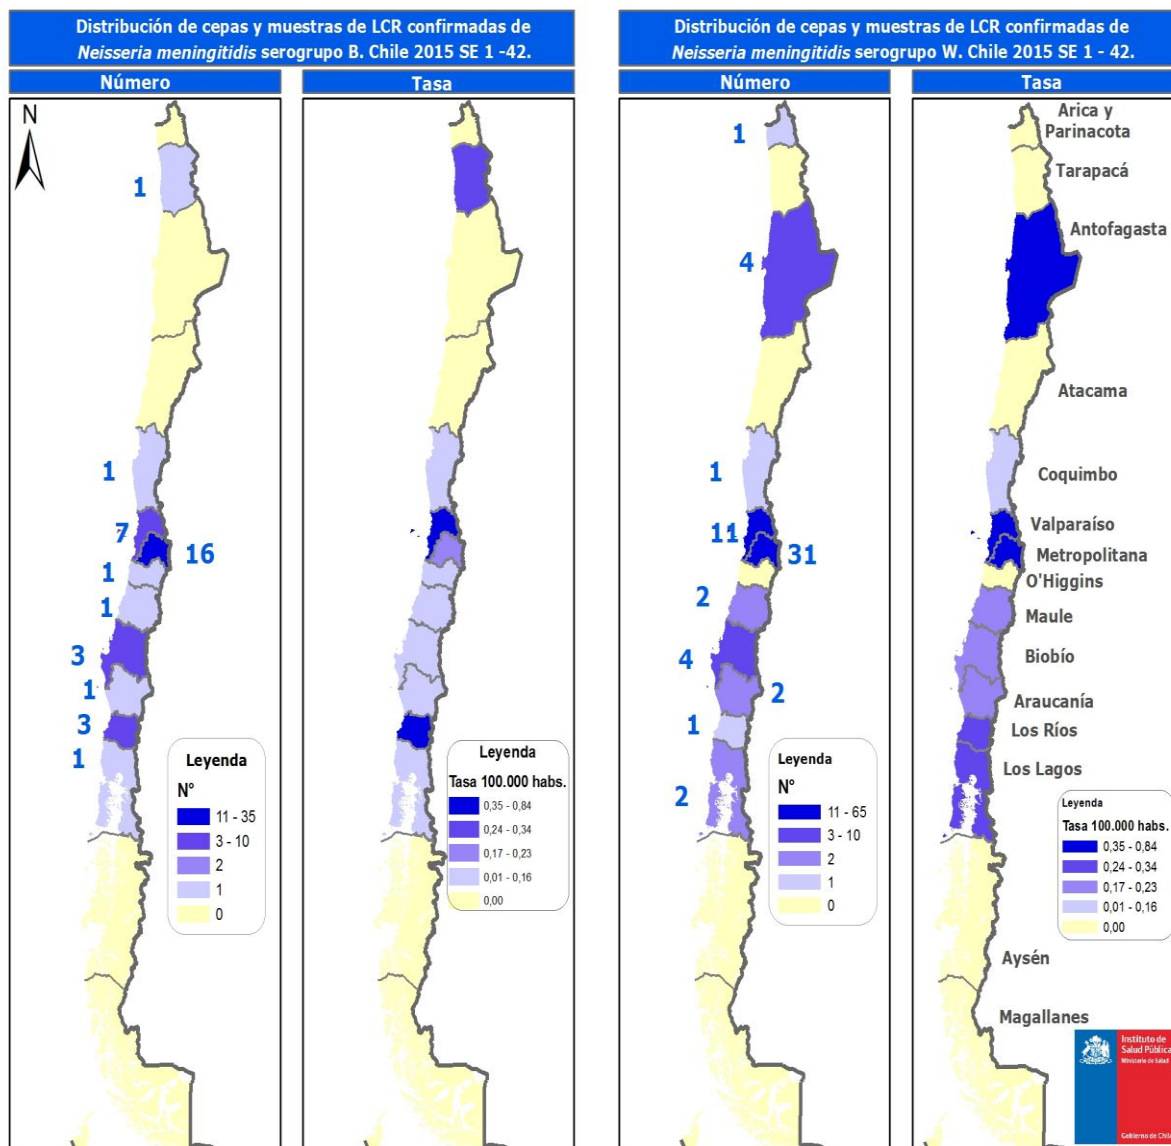 Distribución de cepas y muestras de LCR confirmadas de
Neisseria meningitidis serogrupo B. Chile 2015 SE 1 -42.
Número
Tasa
N
1
1
7
16
1
1
3
1
3
1
Leyenda
N°
11 - 35
3 - 10
2
1
0
Leyenda
Tasa 100.000 habs.
0,35 - 0,84
0,24 - 0,34
0,17 - 0,23
0,01 - 0,16
0,00
Distribución de cepas y muestras de LCR confirmadas de
Neisseria meningitidis serogrupo W. Chile 2015 SE 1 - 42.
Número
Tasa
1
4
1
11
31
2
4
2
1
2
Leyenda
N°
11 - 65
3 - 10
2
1
0
Arica y
Parinacota
Tarapacá
Antofagasta
Atacama
Coquimbo
Valparaíso
Metropolitana
O'Higgins
Maule
Biobío
Araucanía
Los Ríos
Los Lagos
Leyenda
Tasa 100.000 habs.
0,35 - 0,84
0,24 - 0,34
0,17 - 0,23
0,01 - 0,16
0,00
Aysén
Magallanes
Instituto de
Salud Pública
Ministerio de Salud
Gobierno de Chile